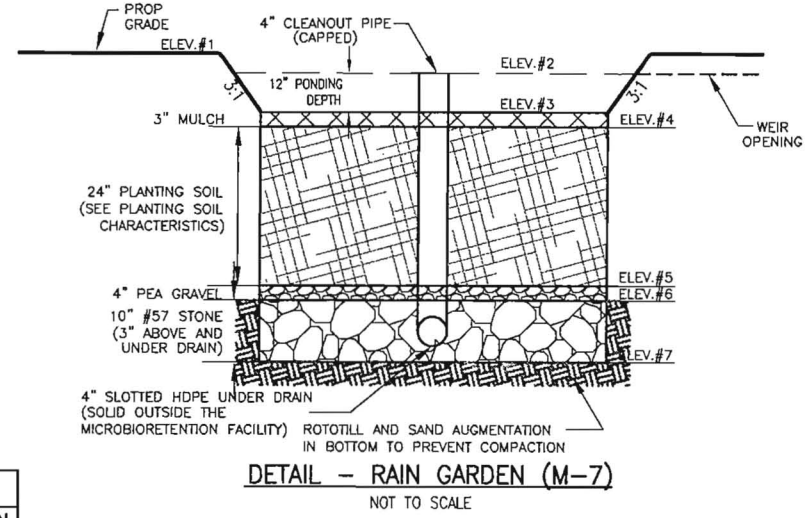 PROP
GRADE
ELEV.#1
4" CLEANOUT PIPE
(CAPPED)
ELEV.#2
3:1
12" PONDING
DEPTH
ELEV.#3
3:1
3" MULCH
ELEV.#4
WEIR
OPENING
24" PLANTING SOIL
(SEE PLANTING SOIL
CHARACTERISTICS)
ELEV.#5
4" PEA GRAVEL
ELEV.#6
10" #57 STONE
(3" ABOVE AND
UNDER DRAIN)
ELEV.#7
4" SLOTTED HDPE UNDER DRAIN
(SOLID OUTSIDE THE
MICROBIORETENTION FACILITY)
ROTOTILL AND SAND AUGMENTATION
IN BOTTOM TO PREVENT COMPACTION
DETAIL - RAIN GARDEN (M-7)
NOT TO SCALE